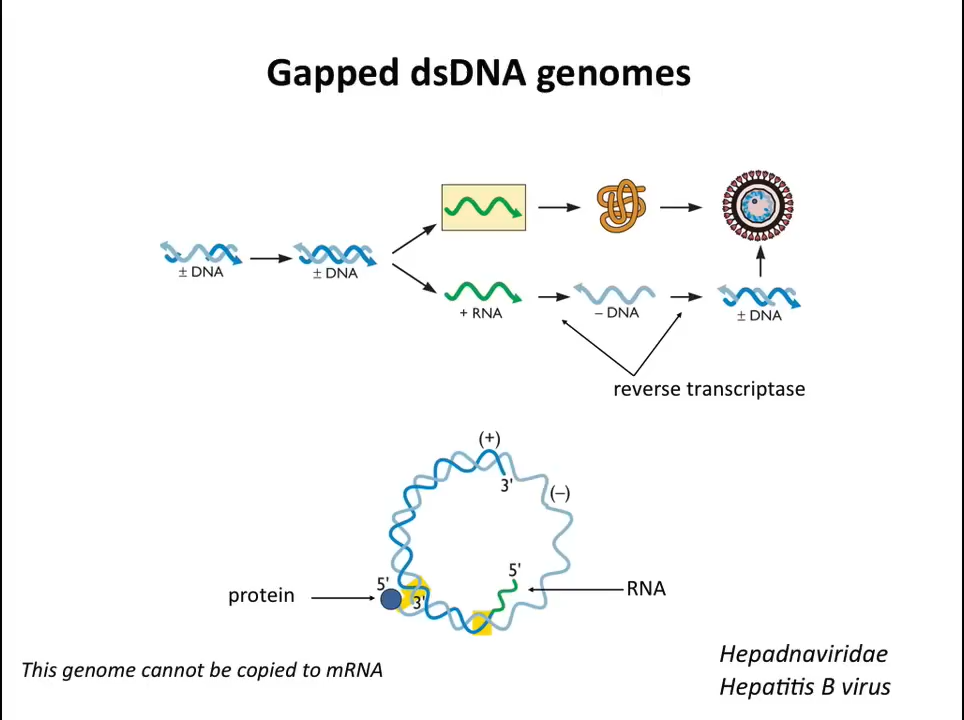 Gapped dsDNA genomes
± DNA
± DNA
+ RNA
– DNA
± DNA
reverse transcriptase
(+)
3'
(–)
5'
5'
3'
protein
RNA
This genome cannot be copied to mRNA
Hepadnaviridae
Hepatitis B virus